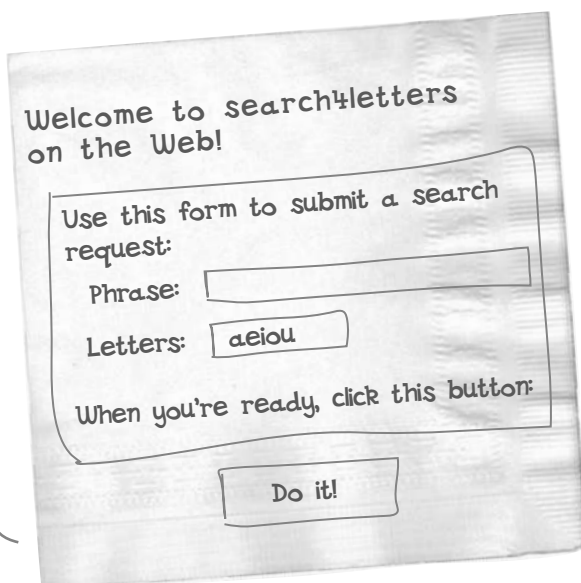 Welcome to search4letters
on the Web!
Use this form to submit a search
request:
Phrase:
Letters: aeiou
When you're ready, click this button:
Do it!